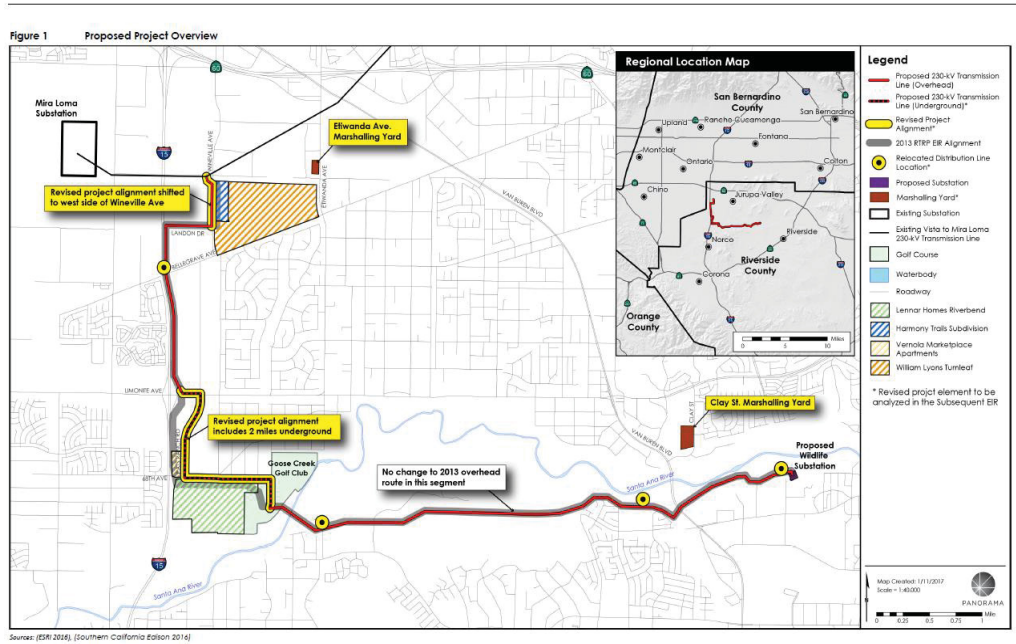 Figure 1 Proposed Project Overview
60
60
Mira Loma
Substation
15
WINEVILLE AVE
Etiwanda Ave.
Marshalling Yard
ETIWANDA AVE
VAN BUREN BLVD
Revised project alignment shifted
to west side of Wineville Ave
LANDON DR
BELLEGRAVE AVE
LIMONITE AVE
Revised project alignment
includes 2 miles underground
68TH AVE
Goose Creek
Golf Club
No change to 2013 overhead
route in this segment
CLAY ST
Clay St. Marshalling Yard
VAN BUREN BLVD
Santa Ana River
Proposed
Wildlife
Substation
15
Santa Ana River
Regional Location Map
San Bernardino
County
San Bernardino
Upland
Rancho Cucamonga
Fontana
Montclair
Ontario
Colton
Chino
Jurupa Valley
Riverside
Norco
Riverside
County
Corona
Orange
County
Miles
0 5 10
Legend
Proposed 230-kV Transmission
Line (Overhead)
Proposed 230-kV Transmission
Line (Underground)*
Revised Project
Alignment*
2013 RTRP EIR Alignment
Relocated Distribution Line
Location*
Proposed Substation
Marshalling Yard*
Existing Substation
Existing Vista to Mira Loma
230-kV Transmission Line
Golf Course
Waterbody
Roadway
Lennar Homes Riverbend
Harmony Trails Subdivision
Vernola Marketplace
Apartments
William Lyons Turnleaf
* Revised projct element to be
analyzed in the Subsequent EIR
Map Created: 1/11/2017
Scale = 1:40,000
PANORAMA
Miles
0 0.25 0.5 0.75 1
Sources: (ESRI 2016), (Southern California Edison 2016)